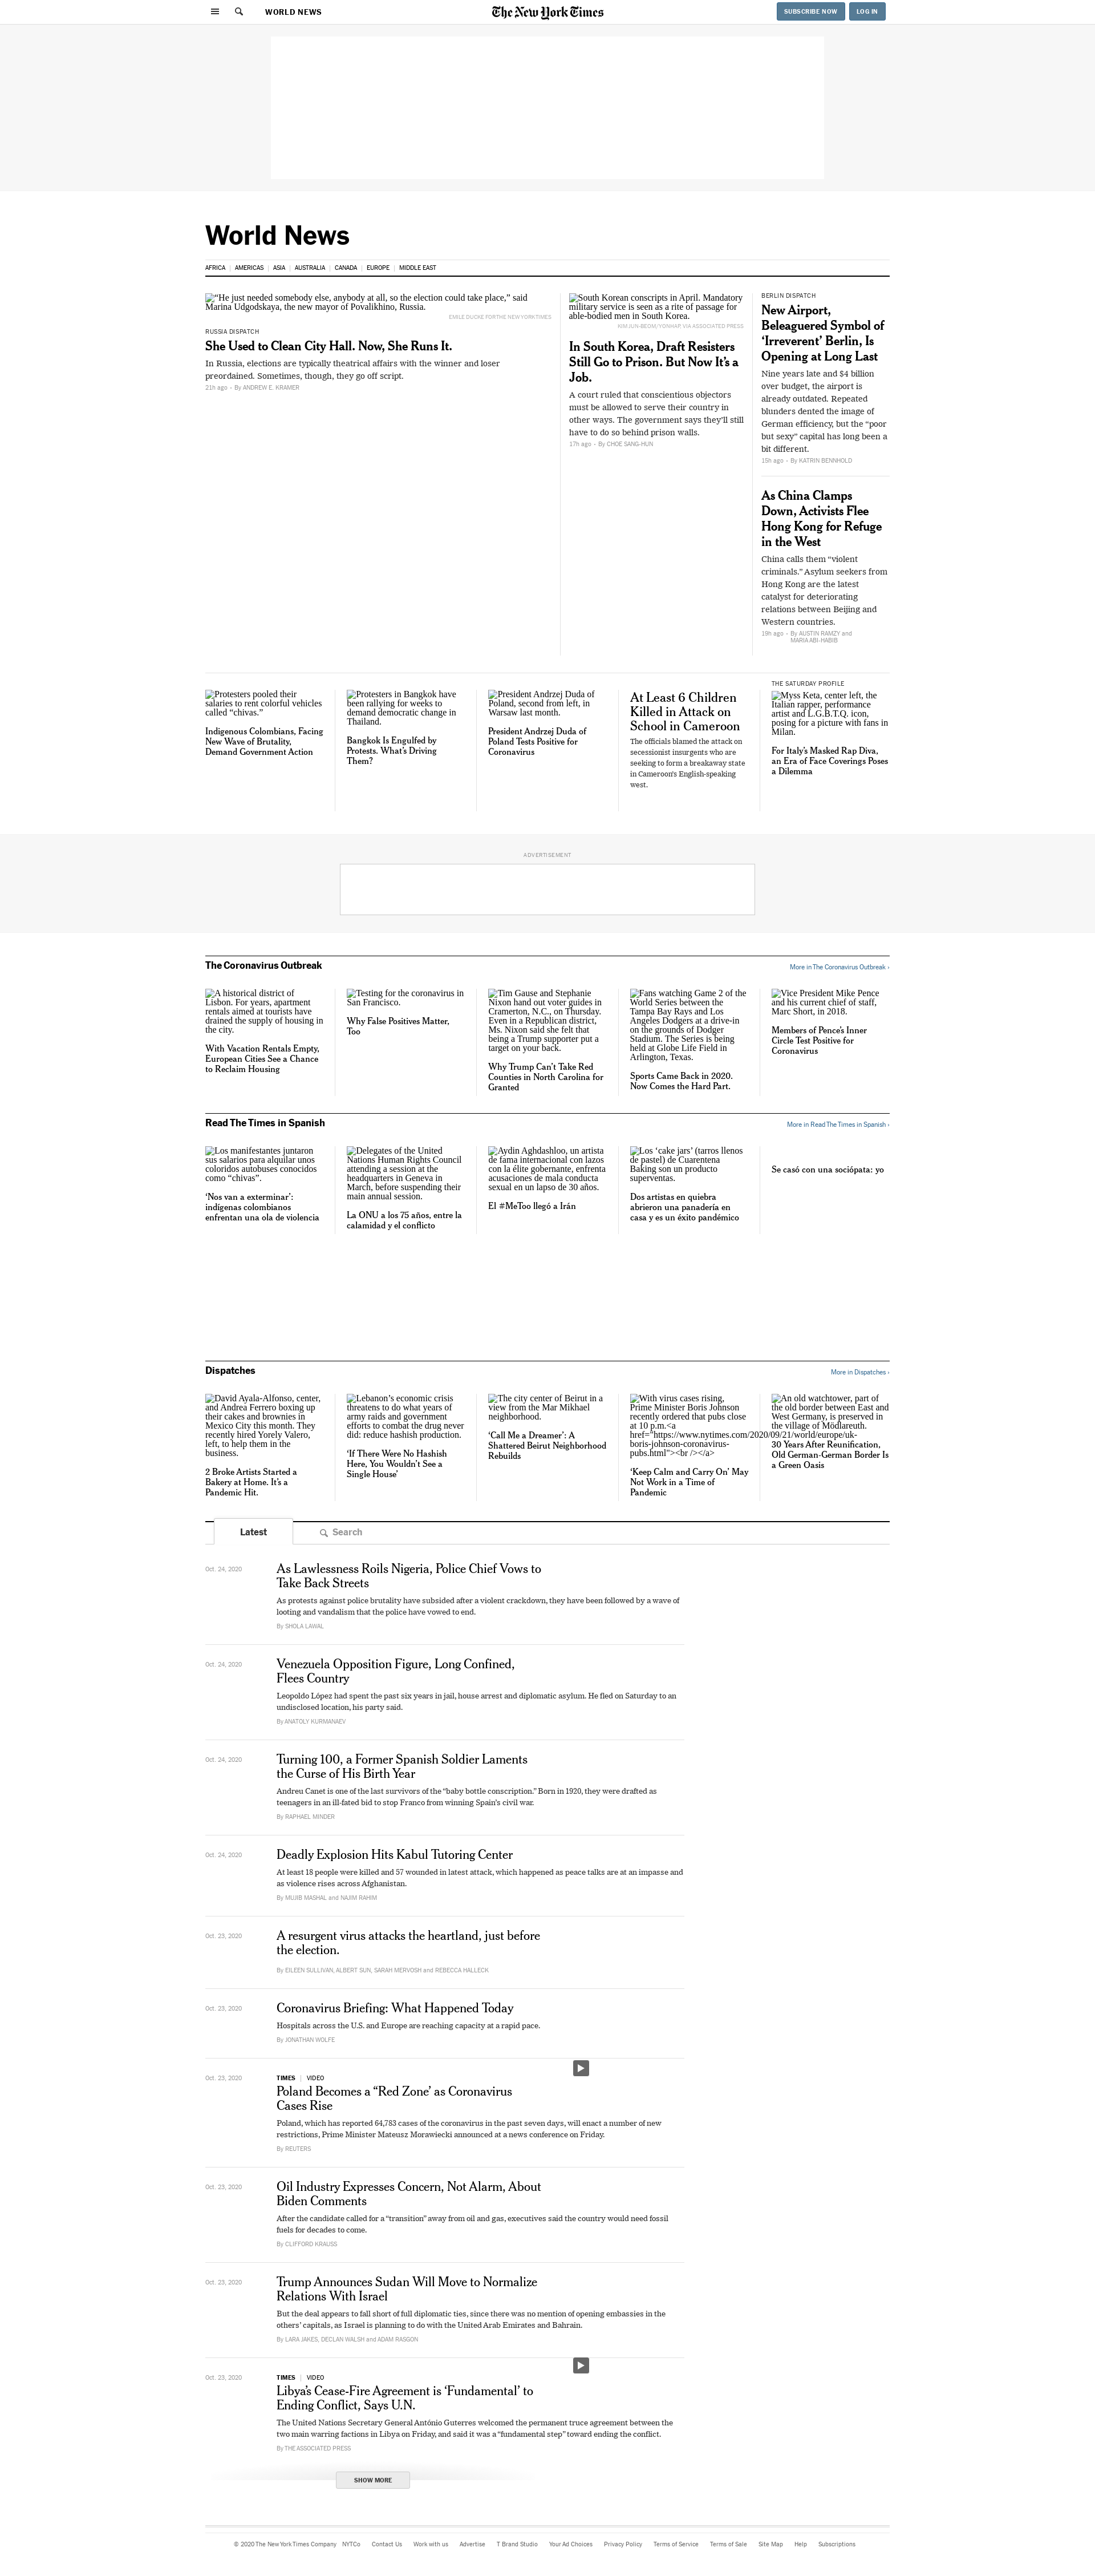 WORLD NEWS
The New York Times
SUBSCRIBE NOW
LOG IN
World News
AFRICA
AMERICAS
ASIA
AUSTRALIA
CANADA
EUROPE
MIDDLE EAST
“He just needed somebody else, anybody at all, so the election could take place,” said
Marina Udgodskaya, the new mayor of Povalikhino, Russia.
EMILE DUCKE FOR THE NEW YORK TIMES
RUSSIA DISPATCH
She Used to Clean City Hall. Now, She Runs It.
In Russia, elections are typically theatrical affairs with the winner and loser
preordained. Sometimes, though, they go off script.
21h ago - By ANDREW E. KRAMER
South Korean conscripts in April. Mandatory
military service is seen as a rite of passage for
able-bodied men in South Korea.
KIM JUN-BEOM/YONHAP, VIA ASSOCIATED PRESS
In South Korea, Draft Resisters
Still Go to Prison. But Now It’s a
Job.
A court ruled that conscientious objectors
must be allowed to serve their country in
other ways. The government says they’ll still
have to do so behind prison walls.
17h ago - By CHOE SANG-HUN
BERLIN DISPATCH
New Airport,
Beleaguered Symbol of
‘Irreverent’ Berlin, Is
Opening at Long Last
Nine years late and $4 billion
over budget, the airport is
already outdated. Repeated
blunders dented the image of
German efficiency, but the “poor
but sexy” capital has long been a
bit different.
15h ago - By KATRIN BENNHOLD
As China Clamps
Down, Activists Flee
Hong Kong for Refuge
in the West
China calls them “violent
criminals.” Asylum seekers from
Hong Kong are the latest
catalyst for deteriorating
relations between Beijing and
Western countries.
19h ago - By AUSTIN RAMZY and
MARIA ABI-HABIB
Protesters pooled their
salaries to rent colorful vehicles
called “chivas.”
Indigenous Colombians, Facing
New Wave of Brutality,
Demand Government Action
Protesters in Bangkok have
been rallying for weeks to
demand democratic change in
Thailand.
Bangkok Is Engulfed by
Protests. What’s Driving
Them?
President Andrzej Duda of
Poland, second from left, in
Warsaw last month.
President Andrzej Duda of
Poland Tests Positive for
Coronavirus
At Least 6 Children
Killed in Attack on
School in Cameroon
The officials blamed the attack on
secessionist insurgents who are
seeking to form a breakaway state
in Cameroon’s English-speaking
west.
THE SATURDAY PROFILE
Myss Keta, center left, the
Italian rapper, performance
artist and L.G.B.T.Q. icon,
posing for a picture with fans in
Milan.
For Italy’s Masked Rap Diva,
an Era of Face Coverings Poses
a Dilemma
ADVERTISEMENT
The Coronavirus Outbreak
More in The Coronavirus Outbreak ›
A historical district of
Lisbon. For years, apartment
rentals aimed at tourists have
drained the supply of housing in
the city.
With Vacation Rentals Empty,
European Cities See a Chance
to Reclaim Housing
Testing for the coronavirus in
San Francisco.
Why False Positives Matter,
Too
Tim Gause and Stephanie
Nixon hand out voter guides in
Cramerton, N.C., on Thursday.
Even in a Republican district,
Ms. Nixon said she felt that
being a Trump supporter put a
target on your back.
Why Trump Can’t Take Red
Counties in North Carolina for
Granted
Fans watching Game 2 of the
World Series between the
Tampa Bay Rays and Los
Angeles Dodgers at a drive-in
on the grounds of Dodger
Stadium. The Series is being
held at Globe Life Field in
Arlington, Texas.
Sports Came Back in 2020.
Now Comes the Hard Part.
Vice President Mike Pence
and his current chief of staff,
Marc Short, in 2018.
Members of Pence’s Inner
Circle Test Positive for
Coronavirus
Read The Times in Spanish
More in Read The Times in Spanish ›
Los manifestantes juntaron
sus salarios para alquilar unos
coloridos autobuses conocidos
como “chivas”.
‘Nos van a exterminar’:
indígenas colombianos
enfrentan una ola de violencia
Delegates of the United
Nations Human Rights Council
attending a session at the
headquarters in Geneva in
March, before suspending their
main annual session.
La ONU a los 75 años, entre la
calamidad y el conflicto
Aydin Aghdashlou, un artista
de fama internacional con lazos
con la élite gobernante, enfrenta
acusaciones de mala conducta
sexual en un lapso de 30 años.
El #MeToo llegó a Irán
Los ‘cake jars’ (tarros llenos
de pastel) de Cuarentena
Baking son un producto
superventas.
Dos artistas en quiebra
abrieron una panadería en
casa y es un éxito pandémico
Se casó con una sociópata: yo
Dispatches
More in Dispatches ›
David Ayala-Alfonso, center,
and Andrea Ferrero boxing up
their cakes and brownies in
Mexico City this month. They
recently hired Yorely Valero,
left, to help them in the
business.
2 Broke Artists Started a
Bakery at Home. It’s a
Pandemic Hit.
Lebanon’s economic crisis
threatens to do what years of
army raids and government
efforts to combat the drug never
did: reduce hashish production.
‘If There Were No Hashish
Here, You Wouldn’t See a
Single House’
The city center of Beirut in a
view from the Mar Mikhael
neighborhood.
‘Call Me a Dreamer’: A
Shattered Beirut Neighborhood
Rebuilds
With virus cases rising,
Prime Minister Boris Johnson
recently ordered that pubs close
at 10 p.m.<a
href="https://www.nytimes.com/2020/09/21/world/europe/uk-
boris-johnson-coronavirus-
pubs.html"><br /></a>
‘Keep Calm and Carry On’ May
Not Work in a Time of
Pandemic
An old watchtower, part of
the old border between East and
West Germany, is preserved in
the village of Mödlareuth.
30 Years After Reunification,
Old German-German Border Is
a Green Oasis
Latest
Search
Oct. 24, 2020
As Lawlessness Roils Nigeria, Police Chief Vows to
Take Back Streets
As protests against police brutality have subsided after a violent crackdown, they have been followed by a wave of
looting and vandalism that the police have vowed to end.
By SHOLA LAWAL
Oct. 24, 2020
Venezuela Opposition Figure, Long Confined,
Flees Country
Leopoldo López had spent the past six years in jail, house arrest and diplomatic asylum. He fled on Saturday to an
undisclosed location, his party said.
By ANATOLY KURMANAEV
Oct. 24, 2020
Turning 100, a Former Spanish Soldier Laments
the Curse of His Birth Year
Andreu Canet is one of the last survivors of the “baby bottle conscription.” Born in 1920, they were drafted as
teenagers in an ill-fated bid to stop Franco from winning Spain’s civil war.
By RAPHAEL MINDER
Oct. 24, 2020
Deadly Explosion Hits Kabul Tutoring Center
At least 18 people were killed and 57 wounded in latest attack, which happened as peace talks are at an impasse and
as violence rises across Afghanistan.
By MUJIB MASHAL and NAJIM RAHIM
Oct. 23, 2020
A resurgent virus attacks the heartland, just before
the election.
By EILEEN SULLIVAN, ALBERT SUN, SARAH MERVOSH and REBECCA HALLECK
Oct. 23, 2020
Coronavirus Briefing: What Happened Today
Hospitals across the U.S. and Europe are reaching capacity at a rapid pace.
By JONATHAN WOLFE
Oct. 23, 2020
TIMES | VIDEO
Poland Becomes a “Red Zone’ as Coronavirus
Cases Rise
Poland, which has reported 64,783 cases of the coronavirus in the past seven days, will enact a number of new
restrictions, Prime Minister Mateusz Morawiecki announced at a news conference on Friday.
By REUTERS
Oct. 23, 2020
Oil Industry Expresses Concern, Not Alarm, About
Biden Comments
After the candidate called for a “transition” away from oil and gas, executives said the country would need fossil
fuels for decades to come.
By CLIFFORD KRAUSS
Oct. 23, 2020
Trump Announces Sudan Will Move to Normalize
Relations With Israel
But the deal appears to fall short of full diplomatic ties, since there was no mention of opening embassies in the
others’ capitals, as Israel is planning to do with the United Arab Emirates and Bahrain.
By LARA JAKES, DECLAN WALSH and ADAM RASGON
Oct. 23, 2020
TIMES | VIDEO
Libya’s Cease-Fire Agreement is ‘Fundamental’ to
Ending Conflict, Says U.N.
The United Nations Secretary General António Guterres welcomed the permanent truce agreement between the
two main warring factions in Libya on Friday, and said it was a “fundamental step” toward ending the conflict.
By THE ASSOCIATED PRESS
SHOW MORE
© 2020 The New York Times Company NYTCo Contact Us Work with us Advertise T Brand Studio Your Ad Choices Privacy Policy Terms of Service Terms of Sale Site Map Help Subscriptions